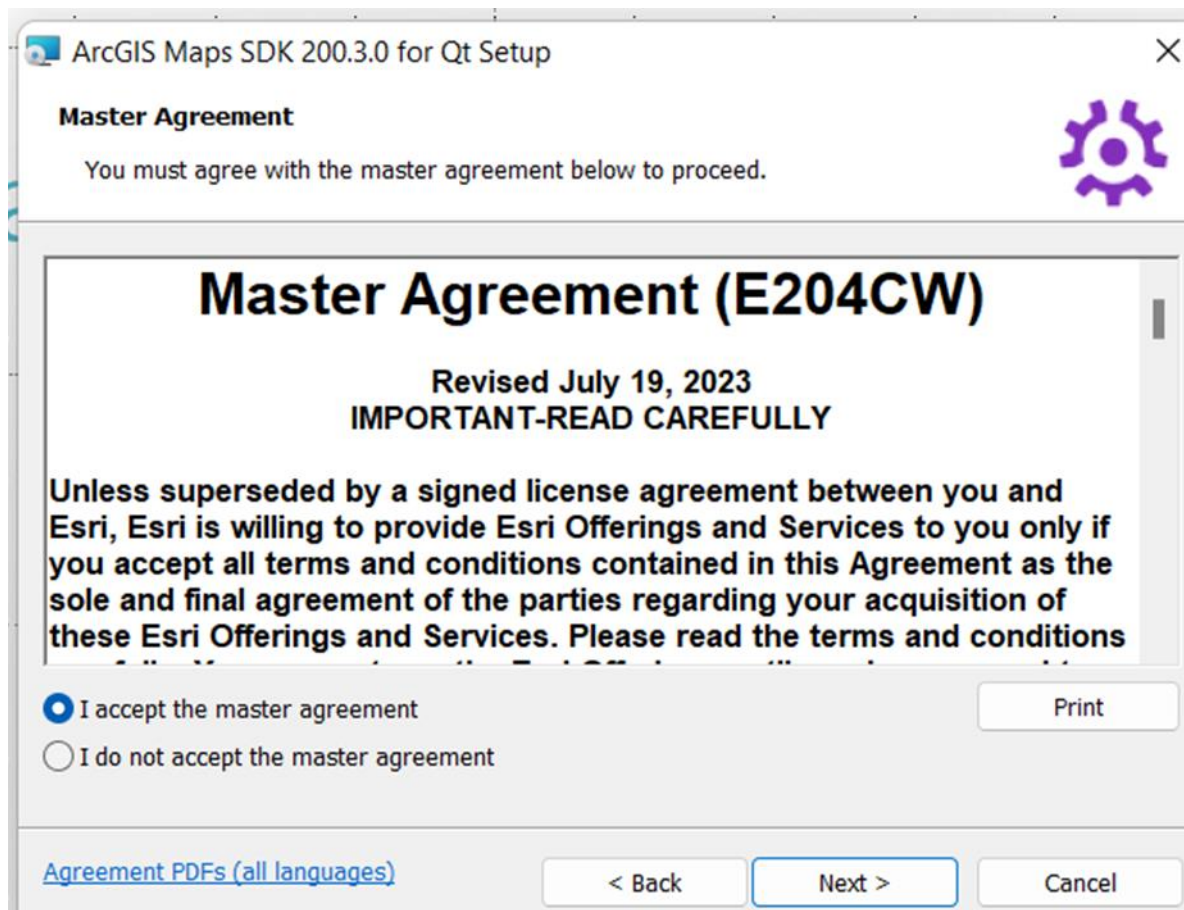 ArcGIS Maps SDK 200.3.0 for Qt Setup
Master Agreement
You must agree with the master agreement below to proceed.
Master Agreement (E204CW)
Revised July 19, 2023
IMPORTANT-READ CAREFULLY
Unless superseded by a signed license agreement between you and
Esri, Esri is willing to provide Esri Offerings and Services to you only if
you accept all terms and conditions contained in this Agreement as the
sole and final agreement of the parties regarding your acquisition of
these Esri Offerings and Services. Please read the terms and conditions
I accept the master agreement
Print
I do not accept the master agreement
Agreement PDFs (all languages)
< Back
Next >
Cancel